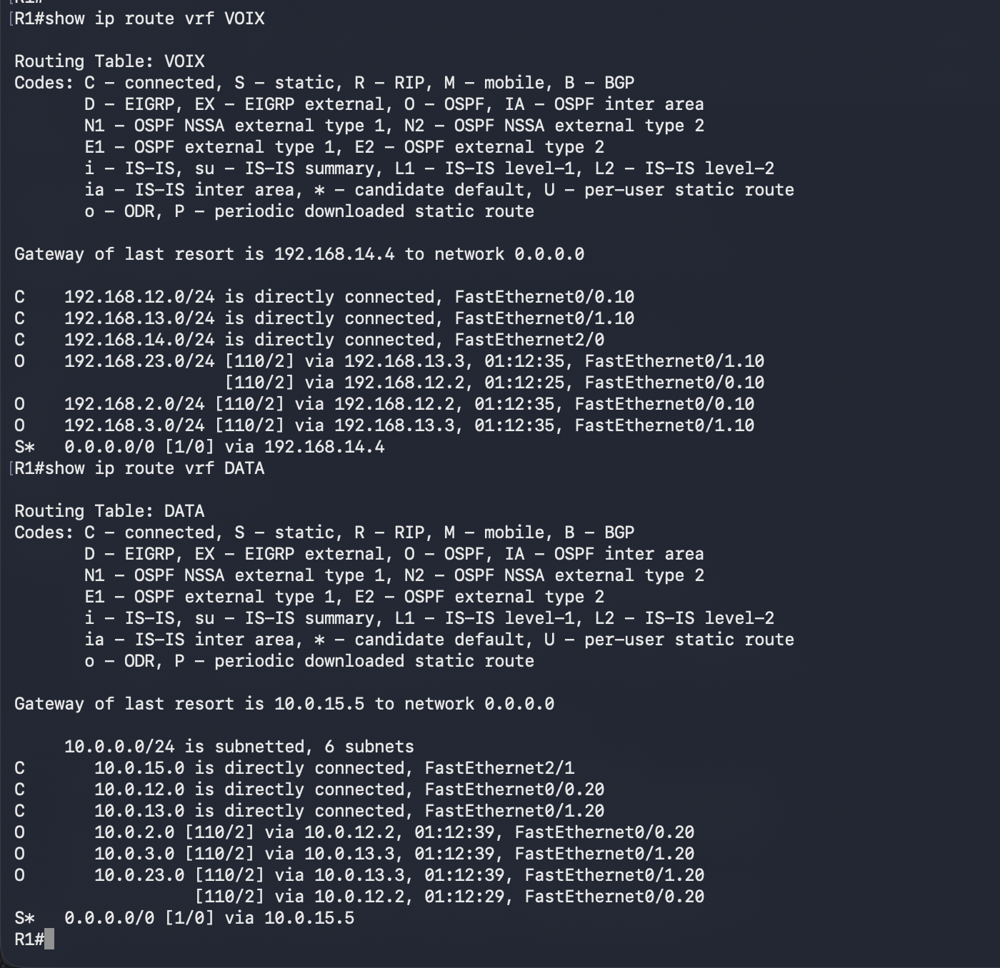 R1#
[R1#show ip route vrf VOIX
Routing Table: VOIX
Codes: C – connected, S – static, R – RIP, M – mobile, B – BGP
D – EIGRP, EX – EIGRP external, O – OSPF, IA – OSPF inter area
N1 – OSPF NSSA external type 1, N2 – OSPF NSSA external type 2
E1 – OSPF external type 1, E2 – OSPF external type 2
i – IS–IS, su – IS–IS summary, L1 – IS–IS level–1, L2 – IS–IS level–2
ia – IS–IS inter area, * – candidate default, U – per–user static route
o – ODR, P – periodic downloaded static route
Gateway of last resort is 192.168.14.4 to network 0.0.0.0
C    192.168.12.0/24 is directly connected, FastEthernet0/0.10
C    192.168.13.0/24 is directly connected, FastEthernet0/1.10
C    192.168.14.0/24 is directly connected, FastEthernet2/0
O    192.168.23.0/24 [110/2] via 192.168.13.3, 01:12:35, FastEthernet0/1.10
[110/2] via 192.168.12.2, 01:12:25, FastEthernet0/0.10
O    192.168.2.0/24 [110/2] via 192.168.12.2, 01:12:35, FastEthernet0/0.10
O    192.168.3.0/24 [110/2] via 192.168.13.3, 01:12:35, FastEthernet0/1.10
S*   0.0.0.0/0 [1/0] via 192.168.14.4
[R1#show ip route vrf DATA
Routing Table: DATA
Codes: C – connected, S – static, R – RIP, M – mobile, B – BGP
D – EIGRP, EX – EIGRP external, O – OSPF, IA – OSPF inter area
N1 – OSPF NSSA external type 1, N2 – OSPF NSSA external type 2
E1 – OSPF external type 1, E2 – OSPF external type 2
i – IS–IS, su – IS–IS summary, L1 – IS–IS level–1, L2 – IS–IS level–2
ia – IS–IS inter area, * – candidate default, U – per–user static route
o – ODR, P – periodic downloaded static route
Gateway of last resort is 10.0.15.5 to network 0.0.0.0
10.0.0.0/24 is subnetted, 6 subnets
C       10.0.15.0 is directly connected, FastEthernet2/1
C       10.0.12.0 is directly connected, FastEthernet0/0.20
C       10.0.13.0 is directly connected, FastEthernet0/1.20
O       10.0.2.0 [110/2] via 10.0.12.2, 01:12:39, FastEthernet0/0.20
O       10.0.3.0 [110/2] via 10.0.13.3, 01:12:39, FastEthernet0/1.20
O       10.0.23.0 [110/2] via 10.0.13.3, 01:12:39, FastEthernet0/1.20
[110/2] via 10.0.12.2, 01:12:29, FastEthernet0/0.20
S*   0.0.0.0/0 [1/0] via 10.0.15.5
R1#